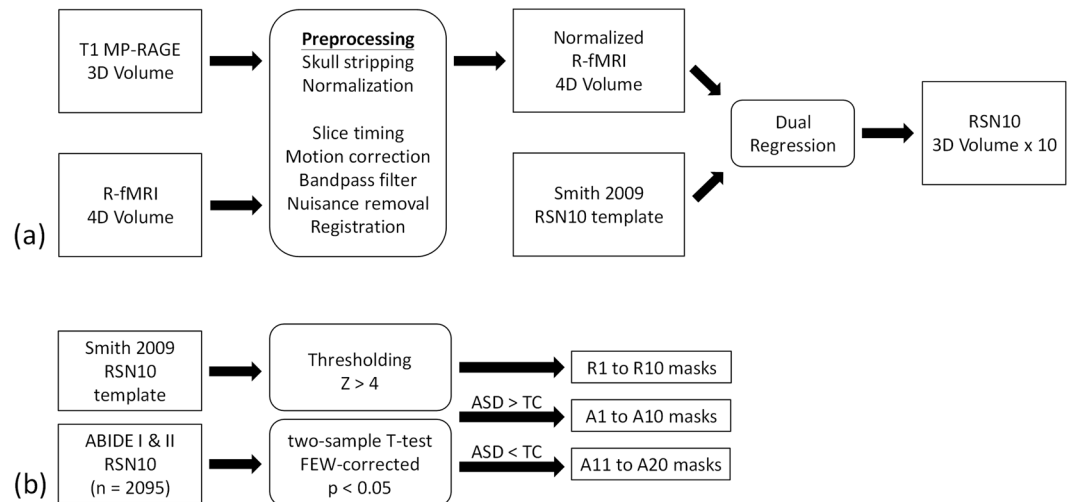 T1 MP-RAGE
3D Volume
Preprocessing
Skull stripping
Normalization
Slice timing
Motion correction
Bandpass filter
Nuisance removal
Registration
R-fMRI
4D Volume
Normalized
R-fMRI
4D Volume
Smith 2009
RSN10 template
Dual
Regression
RSN10
3D Volume x 10
(a)
Smith 2009
RSN10
template
Thresholding
Z > 4
R1 to R10 masks
ASD > TC
A1 to A10 masks
ABIDE I & II
RSN10
(n = 2095)
two-sample T-test
FEW-corrected
p < 0.05
ASD < TC
A11 to A20 masks
(b)